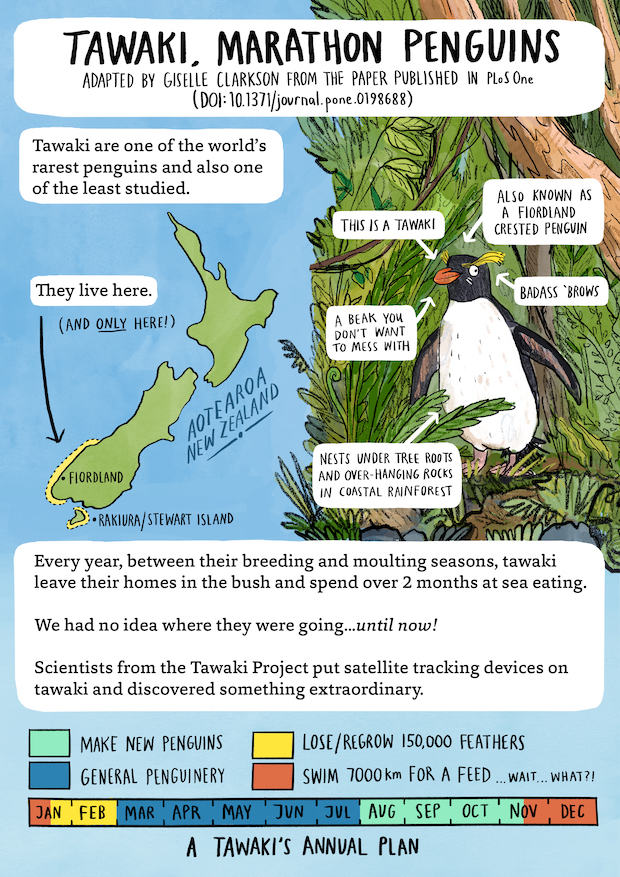 TAWAKI, MARATHON PENGUINS
ADAPTED BY GISELLE CLARKSON FROM THE PAPER PUBLISHED IN PLoS One
(DOI: 10.1371/journal.pone.0198688)
Tawaki are one of the world's
rarest penguins and also one
of the least studied.
They live here.
(AND ONLY HERE!)
AOTEAROA
NEW ZEALAND
FIORDLAND
RAKIURA/STEWART ISLAND
THIS IS A TAWAKI
ALSO KNOWN AS
A FIORDLAND
CRESTED PENGUIN
BADASS `BROWS
A BEAK YOU
DON'T WANT
TO MESS WITH
NESTS UNDER TREE ROOTS
AND OVER-HANGING ROCKS
IN COASTAL RAINFOREST
Every year, between their breeding and moulting seasons, tawaki
leave their homes in the bush and spend over 2 months at sea eating.
We had no idea where they were going...until now!
Scientists from the Tawaki Project put satellite tracking devices on
tawaki and discovered something extraordinary.
MAKE NEW PENGUINS
LOSE/REGROW 150,000 FEATHERS
GENERAL PENGUINERY
SWIM 7000km FOR A FEED ...WAIT...WHAT?!
JAN FEB MAR APR MAY JUN JUL AUG SEP OCT NOV DEC
A TAWAKI'S ANNUAL PLAN